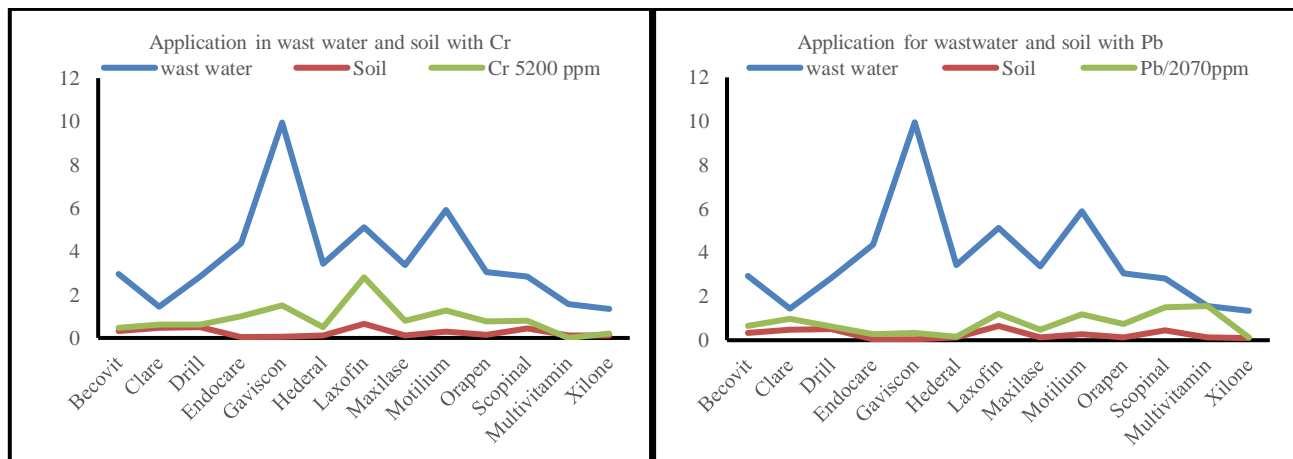 Application in wast water and soil with Cr
wast water Soil Cr 5200 ppm
12
10
8
6
4
2
0
Becovit
Clare
Drill
Endocare
Gaviscon
Hederal
Laxofin
Maxilase
Motilium
Orapen
Scopinal
Multivitamin
Xilone
Application for wastwater and soil with Pb
wast water Soil Pb/2070ppm
12
10
8
6
4
2
0
Becovit
Clare
Drill
Endocare
Gaviscon
Hederal
Laxofin
Maxilase
Motilium
Orapen
Scopinal
Multivitamin
Xilone